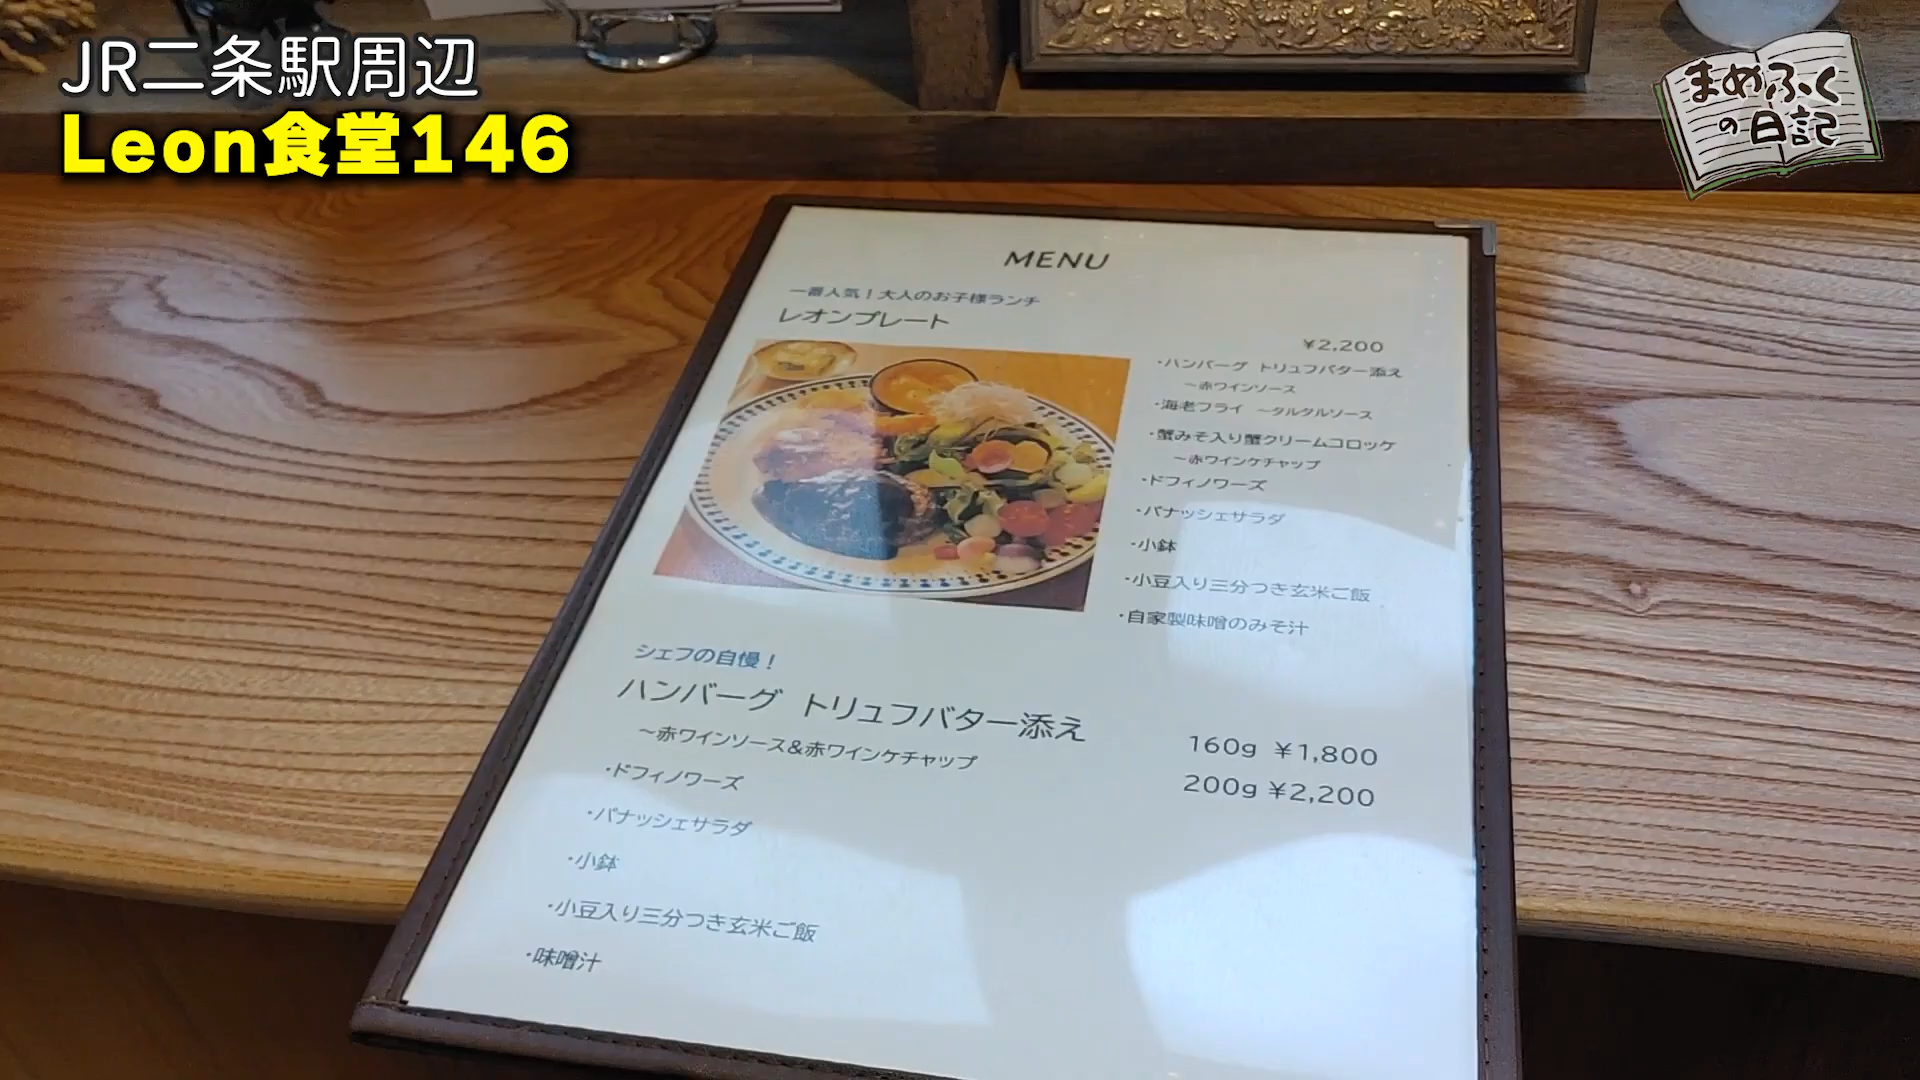 JR二条駅周辺
Leon食堂146
まめふく
の日記
MENU
一番人気！大人のお子様ランチ
レオンプレート
¥2,200
・ハンバーグ トリュフバター添え
～赤ワインソース
・海老フライ ～タルタルソース
・蟹みそ入り蟹クリームコロッケ
～赤ワインケチャップ
・ドフィノワーズ
・パナッシェサラダ
・小鉢
・小豆入り三分つき玄米ご飯
・自家製味噌のみそ汁
シェフの自慢！
ハンバーグ トリュフバター添え
～赤ワインソース&赤ワインケチャップ
160g ¥1,800
200g ¥2,200
・ドフィノワーズ
・パナッシェサラダ
・小鉢
・小豆入り三分つき玄米ご飯
・味噌汁